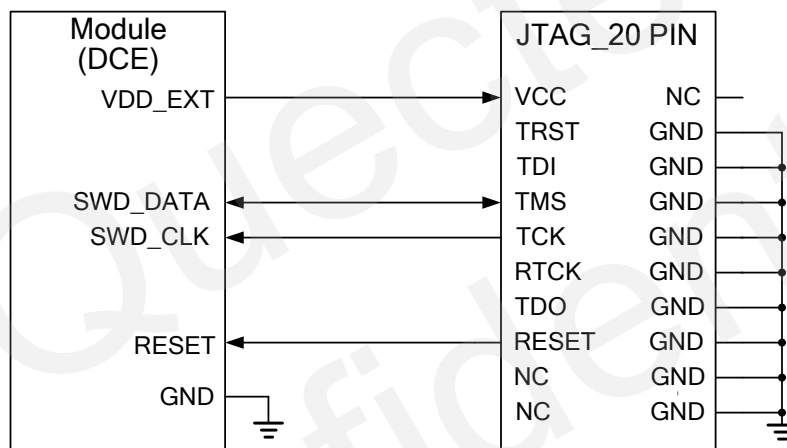 Module
(DCE)
VDD_EXT
SWD_DATA
SWD_CLK
RESET
GND
JTAG_20 PIN
VCC NC
TRST GND
TDI GND
TMS GND
TCK GND
RTCK GND
TDO GND
RESET GND
NC GND
NC GND